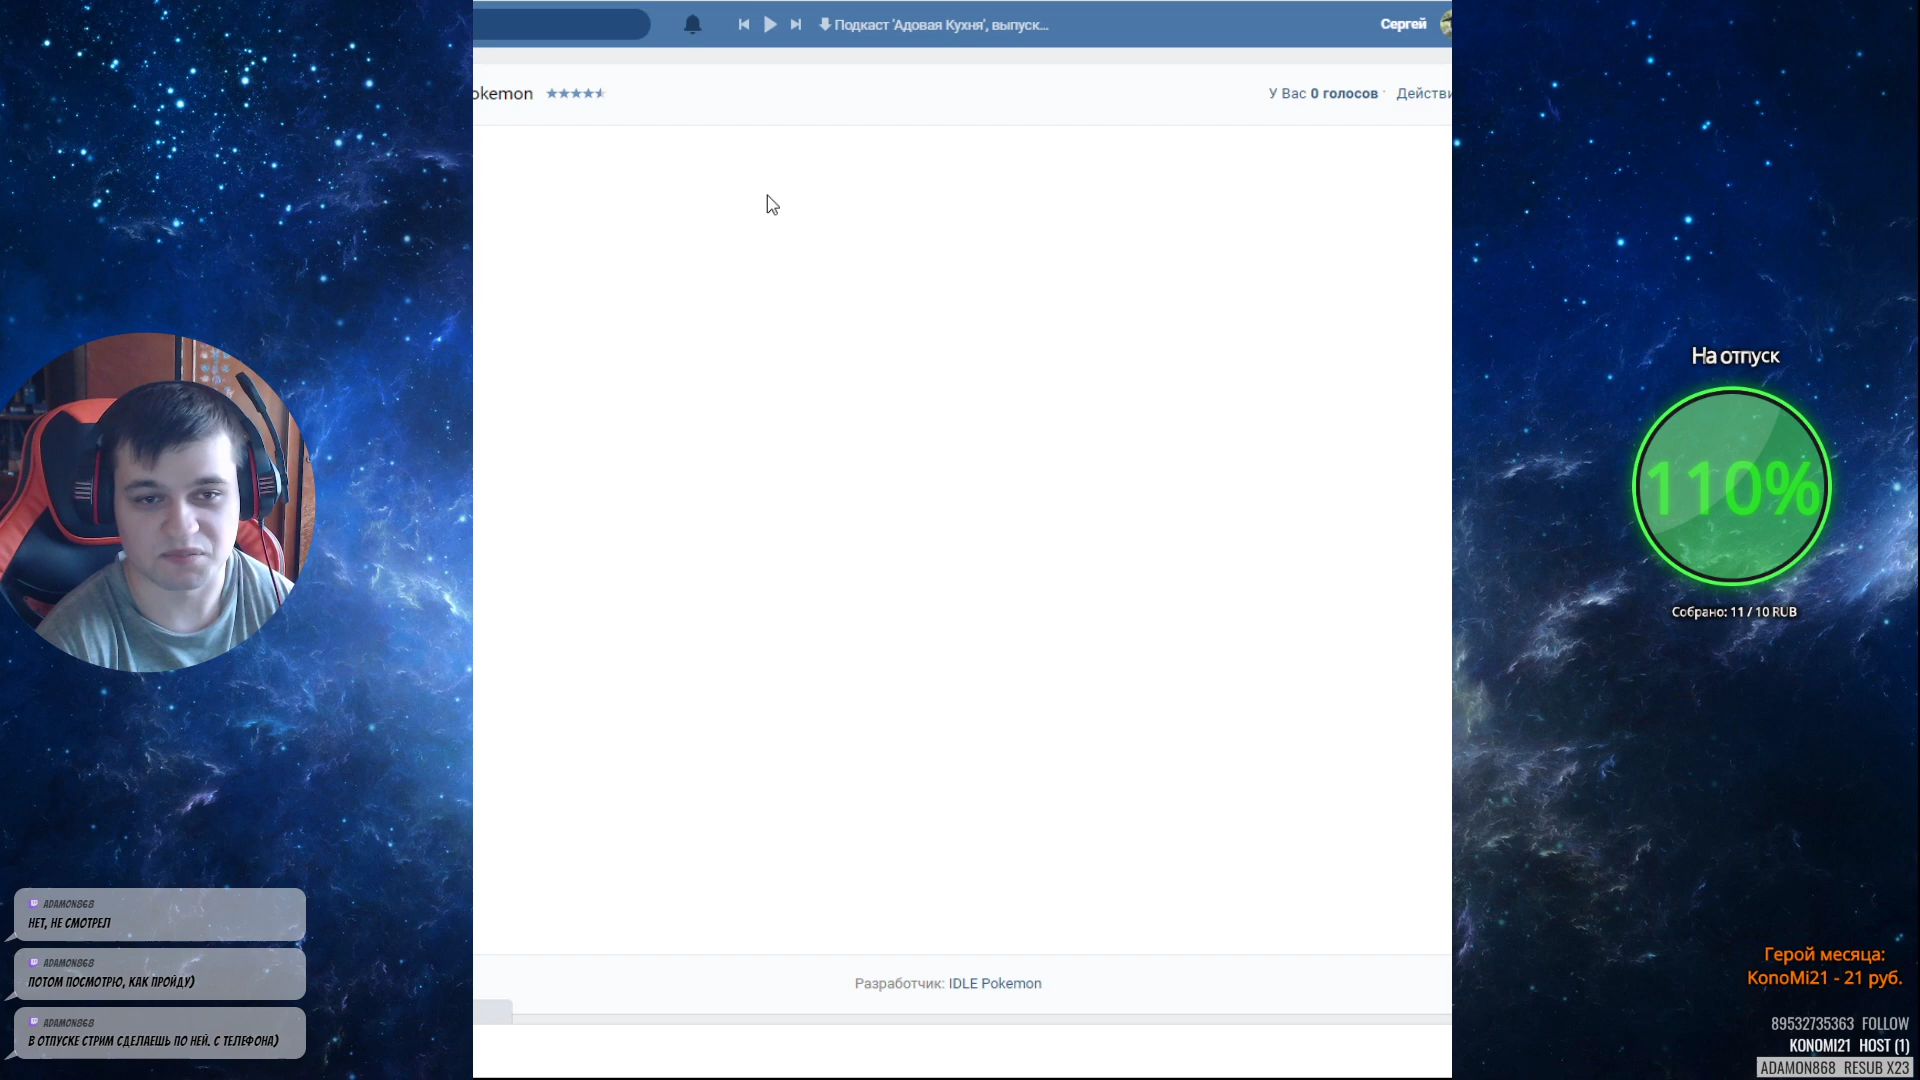 Подкаст 'Адовая Кухня', выпуск...
Сергей
okemon
У Вас 0 голосов
Действи
На отпуск
110%
Собрано: 11 / 10 RUB
ADAMON868
НЕТ, НЕ СМОТРЕЛ
ADAMON868
ПОТОМ ПОСМОТРЮ, КАК ПРОЙДУ)
ADAMON868
В ОТПУСКЕ СТРИМ СДЕЛАЕШЬ ПО НЕЙ. С ТЕЛЕФОНА)
Разработчик: IDLE Pokemon
Герой месяца:
KonoMi21 - 21 руб.
89532735363 FOLLOW
KONOMI21 HOST (1)
ADAMON868 RESUB X23